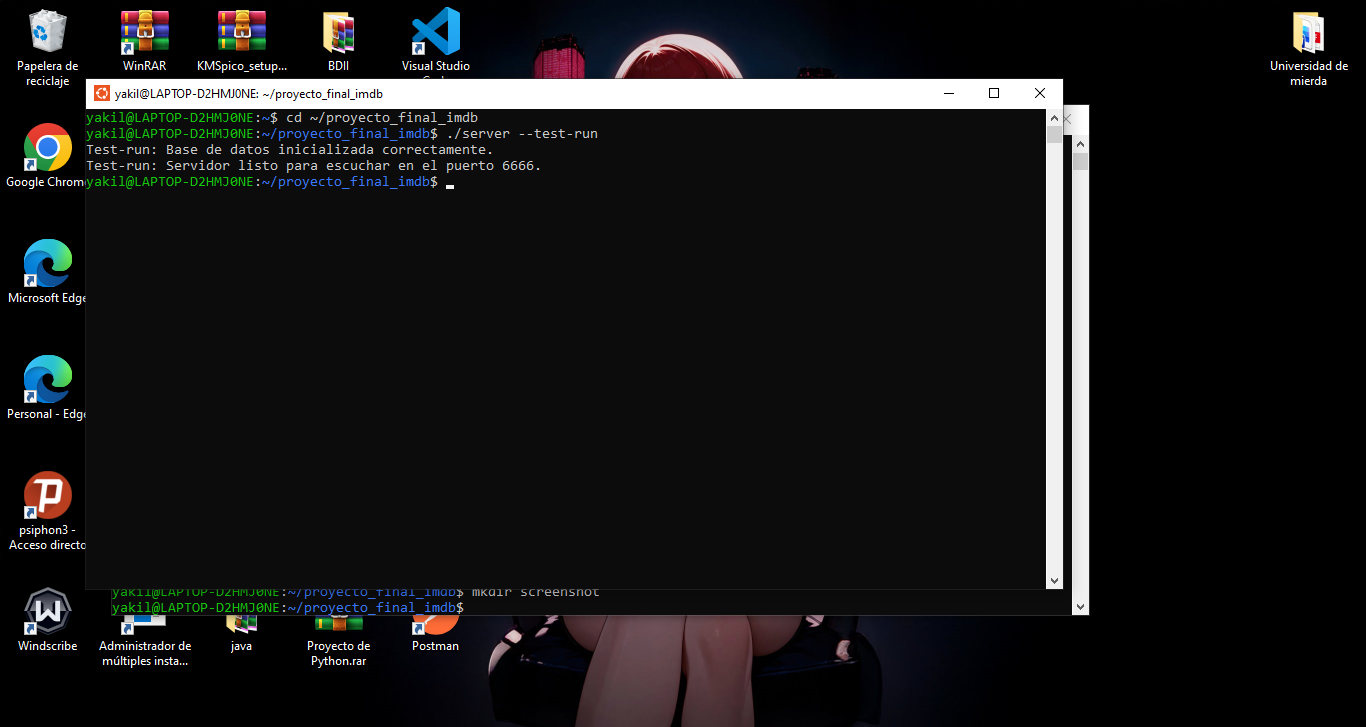 Papelera de
reciclaje
WinRAR
KMSpico_setup...
BDII
Visual Studio
Universidad de
mierda
yakil@LAPTOP-D2HMJ0NE: ~/proyecto_final_imdb
yakil@LAPTOP-D2HMJ0NE:~$ cd ~/proyecto_final_imdb
yakil@LAPTOP-D2HMJ0NE:~/proyecto_final_imdb$ ./server --test-run
Test-run: Base de datos inicializada correctamente.
Test-run: Servidor listo para escuchar en el puerto 6666.
yakil@LAPTOP-D2HMJ0NE:~/proyecto_final_imdb$
Google Chrom
Microsoft Edge
Personal - Edge
psiphon3 -
Acceso directo
yakil@LAPTOP-D2HMJ0NE:~/proyecto_final_imdb$ mkdir screenshot
yakil@LAPTOP-D2HMJ0NE:~/proyecto_final_imdb$
Windscribe
Administrador de
múltiples insta...
java
Proyecto de
Python.rar
Postman